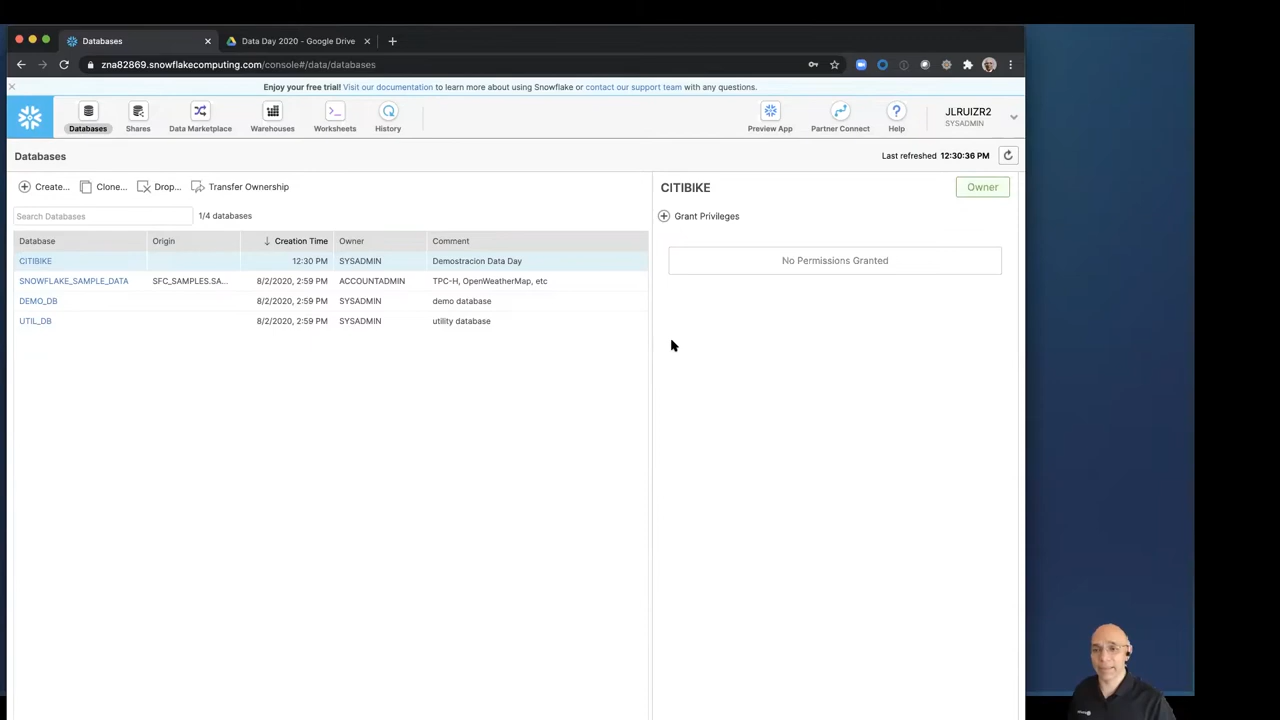 Databases
Data Day 2020 - Google Drive
zna82869.snowflakecomputing.com/console#/data/databases
Enjoy your free trial! Visit our documentation to learn more about using Snowflake or contact our support team with any questions.
Databases Shares Data Marketplace Warehouses Worksheets History Preview App Partner Connect Help
JLRUIZR2
SYSADMIN
Databases
Last refreshed 12:30:36 PM
Create... Clone... Drop... Transfer Ownership
Search Databases 1/4 databases
Database Origin ↓ Creation Time Owner Comment
CITIBIKE 12:30 PM SYSADMIN Demostracion Data Day
SNOWFLAKE_SAMPLE_DATA SFC_SAMPLES.SA... 8/2/2020, 2:59 PM ACCOUNTADMIN TPC-H, OpenWeatherMap, etc
DEMO_DB 8/2/2020, 2:59 PM SYSADMIN demo database
UTIL_DB 8/2/2020, 2:59 PM SYSADMIN utility database
CITIBIKE Owner
Grant Privileges
No Permissions Granted